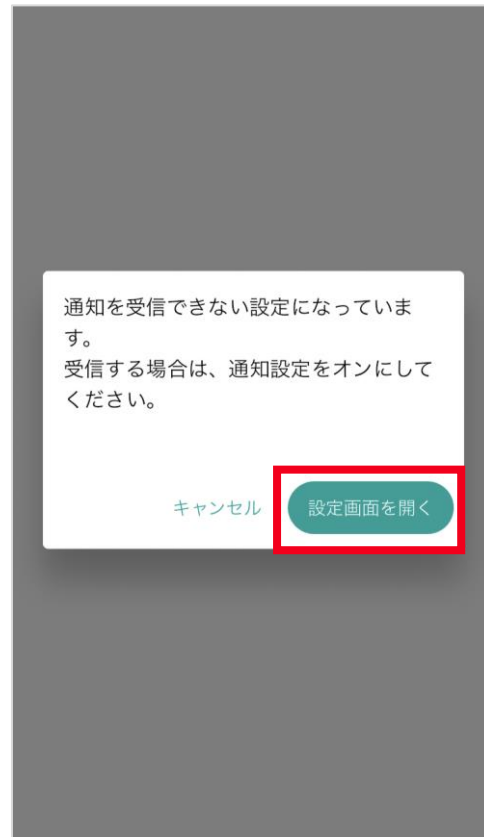 通知を受信できない設定になっていま
す。
受信する場合は、通知設定をオンにして
ください。
キャンセル
設定画面を開く